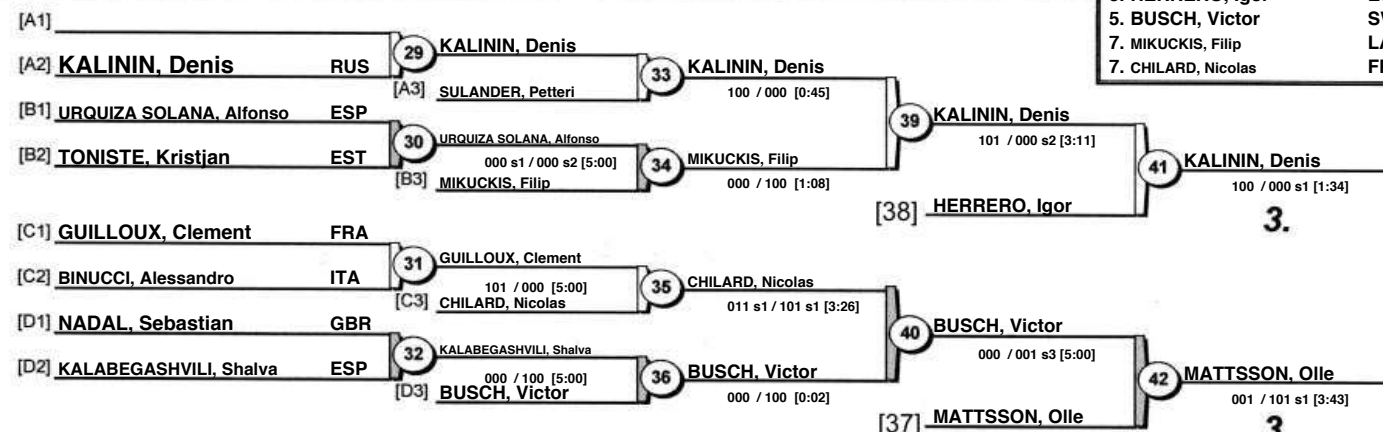 5. BUSCH, Victor
7. MIKUCKIS, Filip
7. CHILARD, Nicolas
[A1]
[A2] KALININ, Denis RUS
29
KALININ, Denis
[A3] SULANDER, Petteri
33
KALININ, Denis
100 / 000 [0:45]
[B1] URQUIZA SOLANA, Alfonso ESP
[B2] TONISTE, Kristjan EST
30
URQUIZA SOLANA, Alfonso
000 s1 / 000 s2 [5:00]
[B3] MIKUCKIS, Filip
34
MIKUCKIS, Filip
000 / 100 [1:08]
39
KALININ, Denis
101 / 000 s2 [3:11]
[38] HERRERO, Igor
41
KALININ, Denis
100 / 000 s1 [1:34]
3.
[C1] GUILLOUX, Clement FRA
[C2] BINUCCI, Alessandro ITA
31
GUILLOUX, Clement
101 / 000 [5:00]
[C3] CHILARD, Nicolas
35
CHILARD, Nicolas
011 s1 / 101 s1 [3:26]
[D1] NADAL, Sebastian GBR
[D2] KALABEGASHVILI, Shalva ESP
32
KALABEGASHVILI, Shalva
000 / 100 [5:00]
[D3] BUSCH, Victor
36
BUSCH, Victor
000 / 100 [0:02]
40
BUSCH, Victor
000 / 001 s3 [5:00]
[37] MATTSSON, Olle
42
MATTSSON, Olle
001 / 101 s1 [3:43]
3